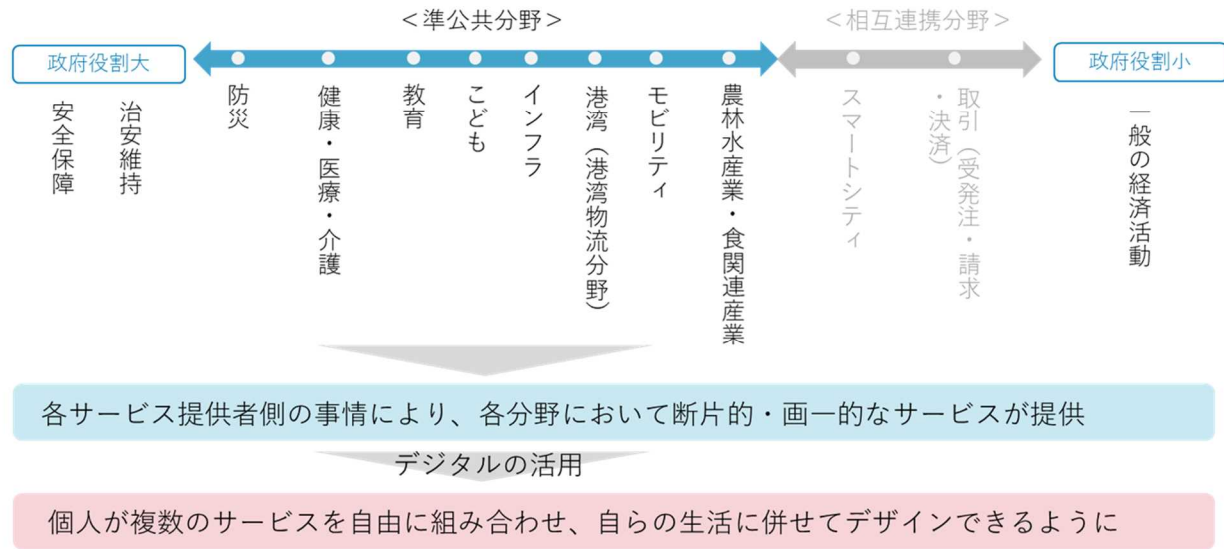 ＜準公共分野＞
＜相互連携分野＞
政府役割大
政府役割小
安全保障
治安維持
防災
健康・医療・介護
教育
こども
インフラ
港湾（港湾物流分野）
モビリティ
農林水産業・食関連産業
スマートシティ
取引（受発注・請求
・決済）
一般の経済活動
各サービス提供者側の事情により、各分野において断片的・画一的なサービスが提供
デジタルの活用
個人が複数のサービスを自由に組み合わせ、自らの生活に併せてデザインできるように